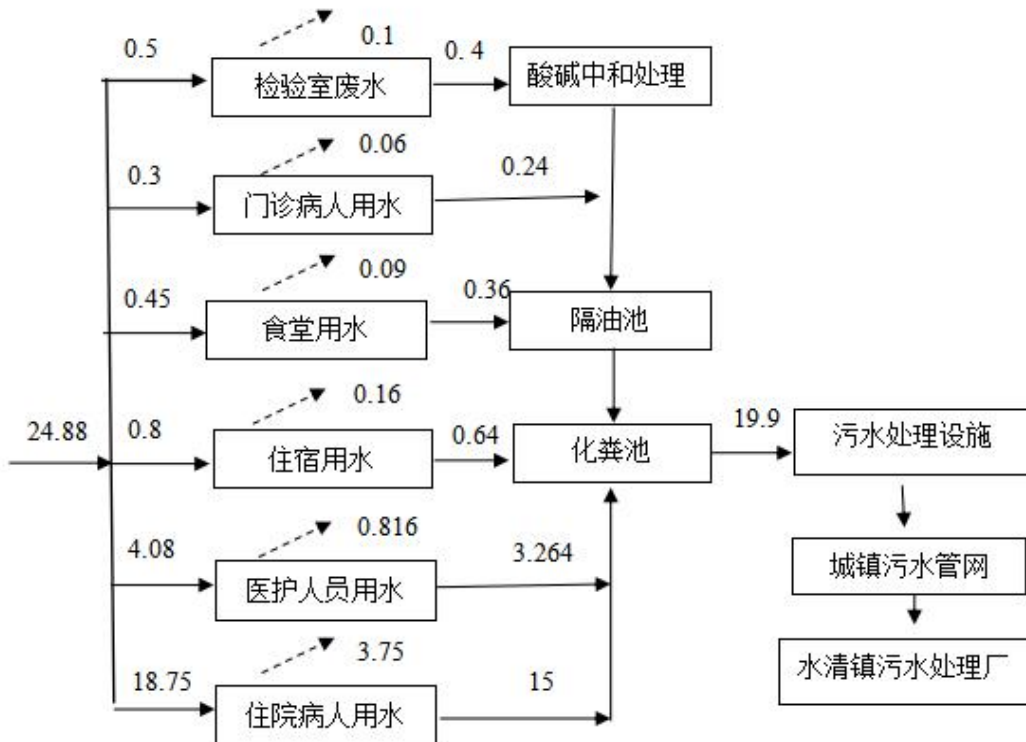 0.5
0.1
0. 4
检验室废水
酸碱中和处理
0.3
0.06
0.24
门诊病人用水
0.45
0.09
0.36
食堂用水
隔油池
24.88
0.8
0.16
0.64
住宿用水
化粪池
19.9
污水处理设施
4.08
0.816
3.264
医护人员用水
城镇污水管网
18.75
3.75
15
住院病人用水
水清镇污水处理厂